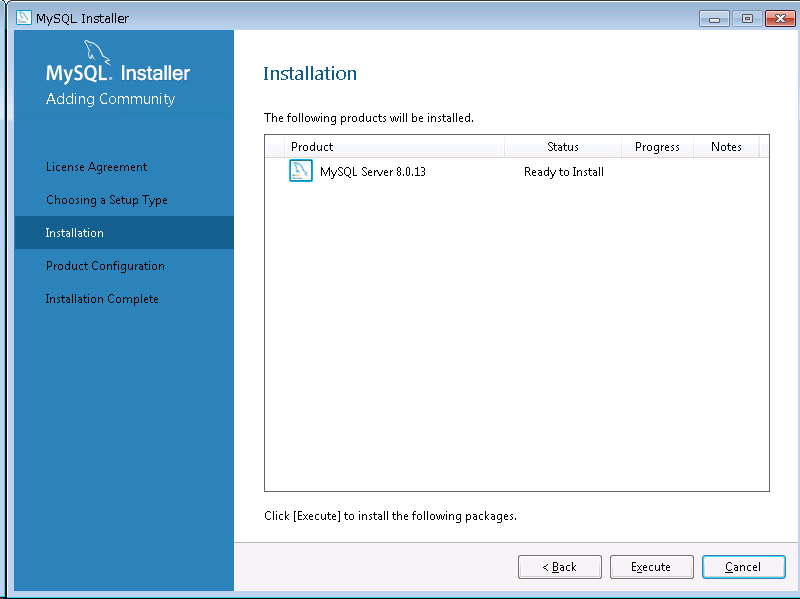 MySQL Installer
MySQL. Installer
Adding Community
License Agreement
Choosing a Setup Type
Installation
Product Configuration
Installation Complete
Installation
The following products will be installed.
Product Status Progress Notes
MySQL Server 8.0.13 Ready to Install
Click [Execute] to install the following packages.
< Back Execute Cancel